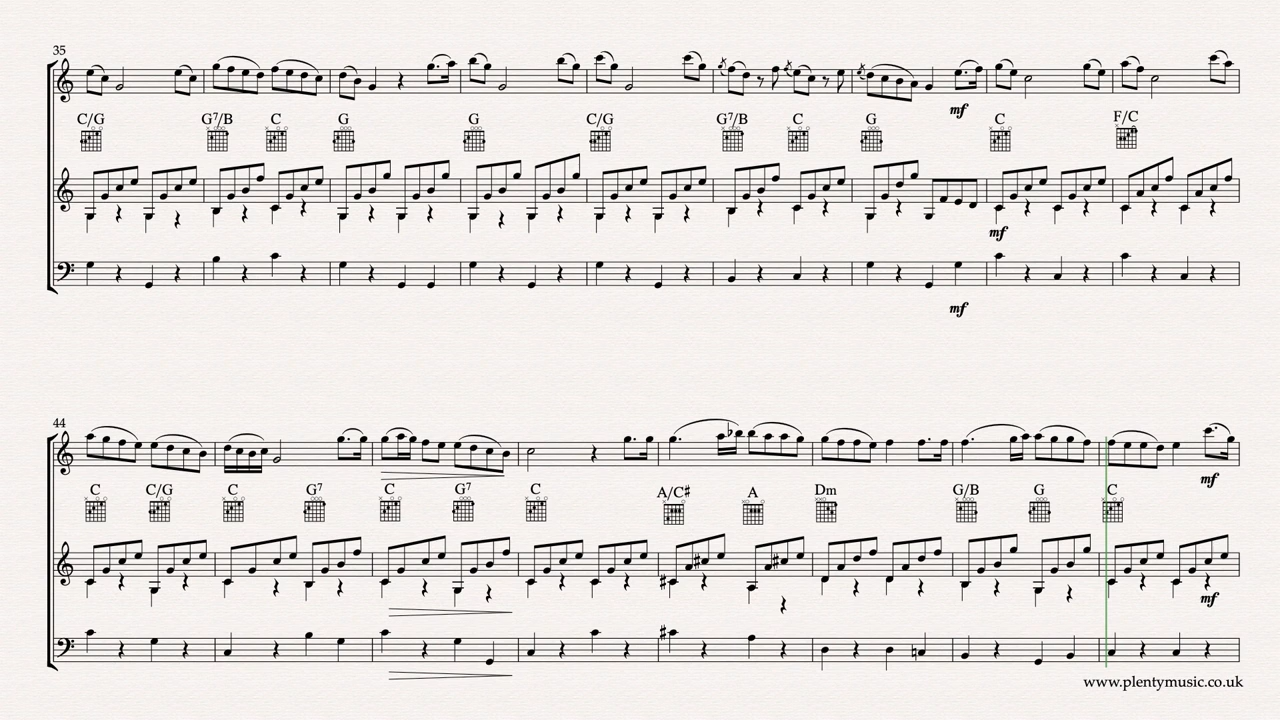 35
C/G G7/B C G G C/G G7/B C G mf C F/C
mf
mf
44
C C/G C G7 C G7 C A/C♯ A Dm G/B G C mf
mf
www.plentymusic.co.uk